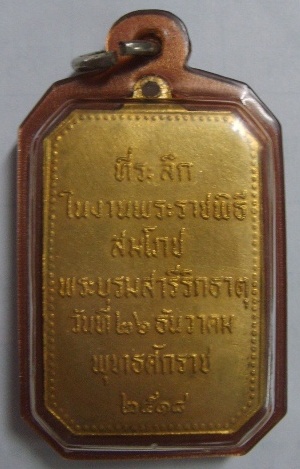 ที่ระลึก
ในงานพระราชพิธี
สมโภช
พระบรมสารีริกธาตุ
วันที่ ๒๖ ธันวาคม
พุทธศักราช
๒๕๑๘